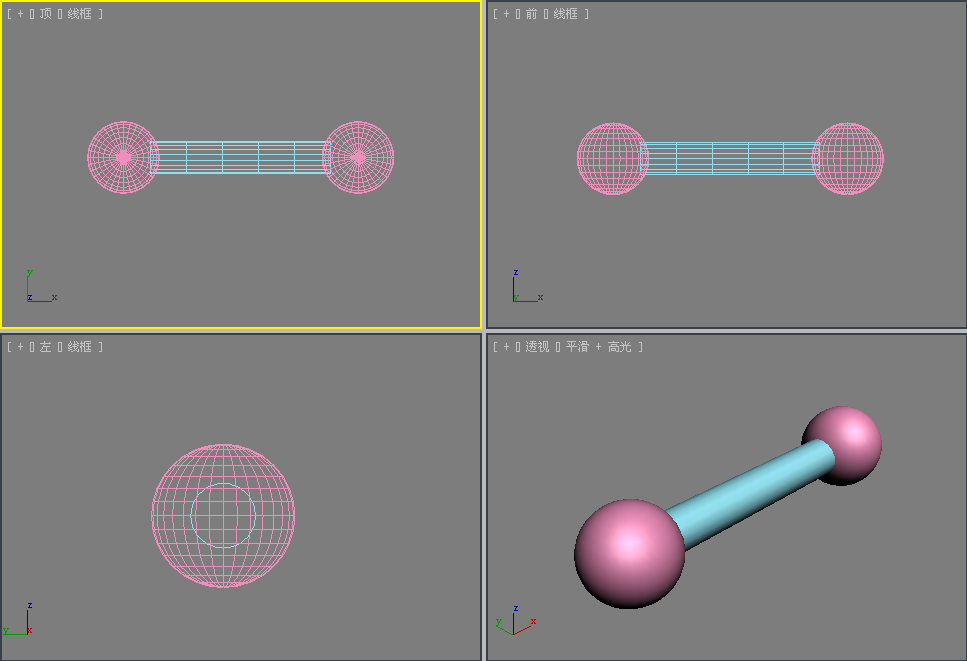 [ + [] 顶 [] 线框 ]
[ + [] 前 [] 线框 ]
y
z x
z
y x
[ + [] 左 [] 线框 ]
[ + [] 透视 [] 平滑 + 高光 ]
z
y x
z
y x